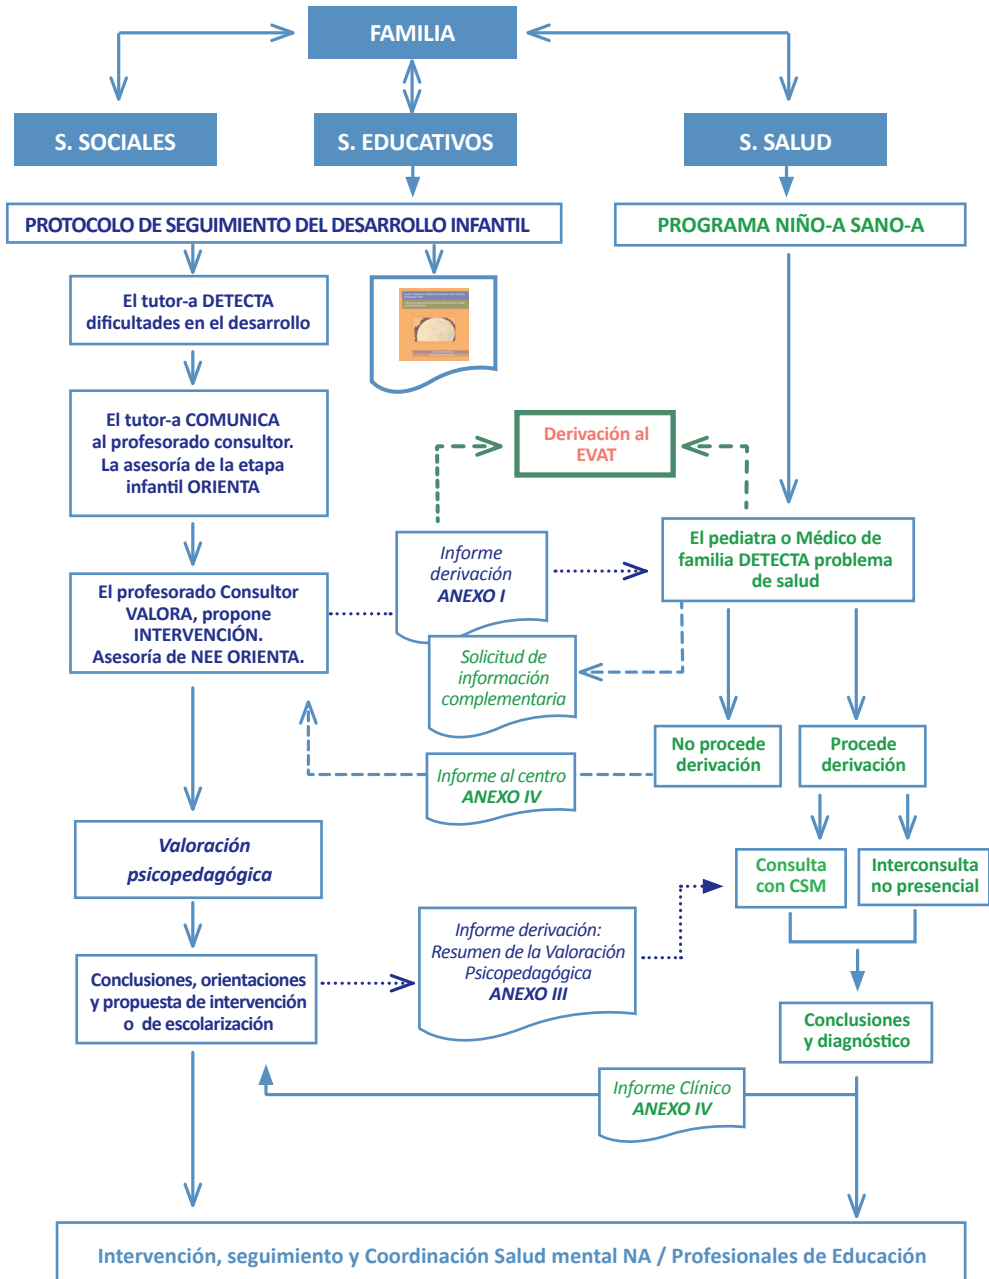 FAMILIA
S. SOCIALES
S. EDUCATIVOS
S. SALUD
PROTOCOLO DE SEGUIMIENTO DEL DESARROLLO INFANTIL
PROGRAMA NIÑO-A SANO-A
El tutor-a DETECTA
dificultades en el desarrollo
El tutor-a COMUNICA
al profesorado consultor.
La asesoría de la etapa
infantil ORIENTA
Derivación al
EVAT
El profesorado Consultor
VALORA, propone
INTERVENCIÓN.
Asesoría de NEE ORIENTA.
Informe
derivación
ANEXO I
El pediatra o Médico de
familia DETECTA problema
de salud
Solicitud de
información
complementaria
No procede
derivación
Procede
derivación
Informe al centro
ANEXO IV
Valoración
psicopedagógica
Consulta
con CSM
Interconsulta
no presencial
Conclusiones, orientaciones
y propuesta de intervención
o de escolarización
Informe derivación:
Resumen de la Valoración
Psicopedagógica
ANEXO III
Conclusiones
y diagnóstico
Informe Clínico
ANEXO IV
Intervención, seguimiento y Coordinación Salud mental NA / Profesionales de Educación